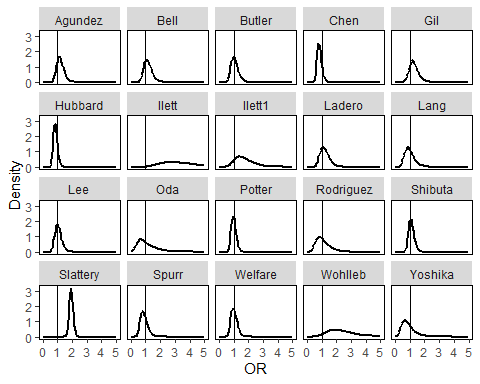 Agundez Bell Butler Chen Gil
3
2
1
0
Hubbard Ilett Ilett1 Ladero Lang
3
2
1
0
Lee Oda Potter Rodriguez Shibuta
3
2
1
0
Slattery Spurr Welfare Wohlleb Yoshika
3
2
1
0
0 1 2 3 4 5 0 1 2 3 4 5 0 1 2 3 4 5 0 1 2 3 4 5 0 1 2 3 4 5
OR
Density